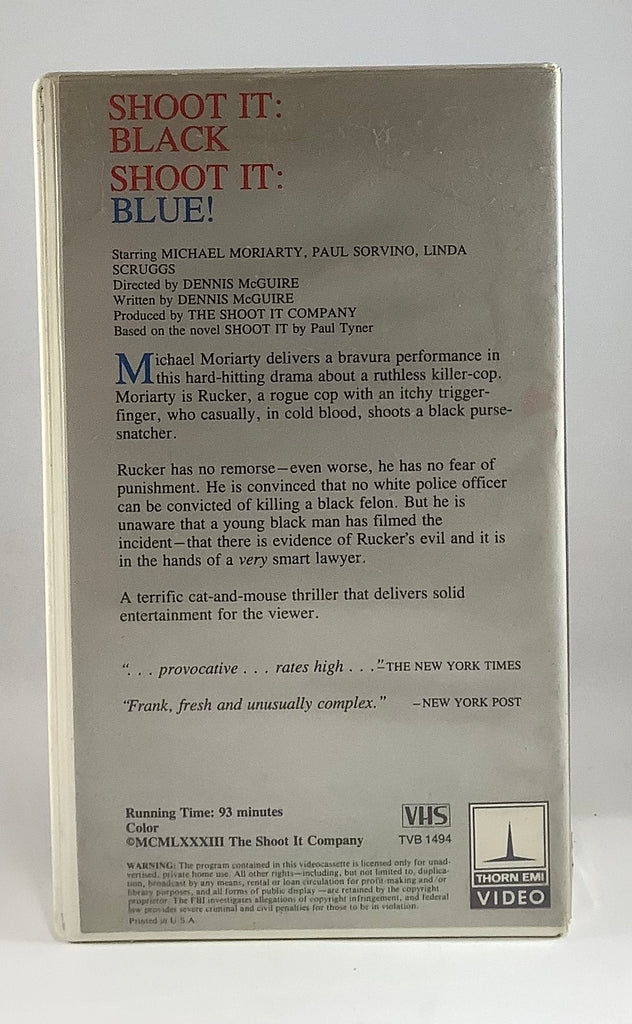 SHOOT IT:
BLACK
SHOOT IT:
BLUE!
Starring MICHAEL MORIARTY, PAUL SORVINO, LINDA
SCRUGGS
Directed by DENNIS McGUIRE
Written by DENNIS McGUIRE
Produced by THE SHOOT IT COMPANY
Based on the novel SHOOT IT by Paul Tyner
Michael Moriarty delivers a bravura performance in
this hard-hitting drama about a ruthless killer-cop.
Moriarty is Rucker, a rogue cop with an itchy trigger-
finger, who casually, in cold blood, shoots a black purse-
snatcher.
Rucker has no remorse—even worse, he has no fear of
punishment. He is convinced that no white police officer
can be convicted of killing a black felon. But he is
unaware that a young black man has filmed the
incident—that there is evidence of Rucker's evil and it is
in the hands of a very smart lawyer.
A terrific cat-and-mouse thriller that delivers solid
entertainment for the viewer.
“. . . provocative . . . rates high . . .”—THE NEW YORK TIMES
“Frank, fresh and unusually complex.” —NEW YORK POST
Running Time: 93 minutes
Color
©MCMLXXXIII The Shoot It Company
VHS
TVB 1494
THORN EMI
VIDEO
WARNING: The program contained in this videocassette is licensed only for unad-
vertised, private home use. All other rights—including, but not limited to, duplica-
tion, broadcast by any means, rental or loan circulation for profit-making and/or
library purposes, and all forms of public display—are retained by the copyright
proprietor. The FBI investigates allegations of copyright infringement, and federal
law provides severe criminal and civil penalties for those to be in violation.
Printed in U.S.A.